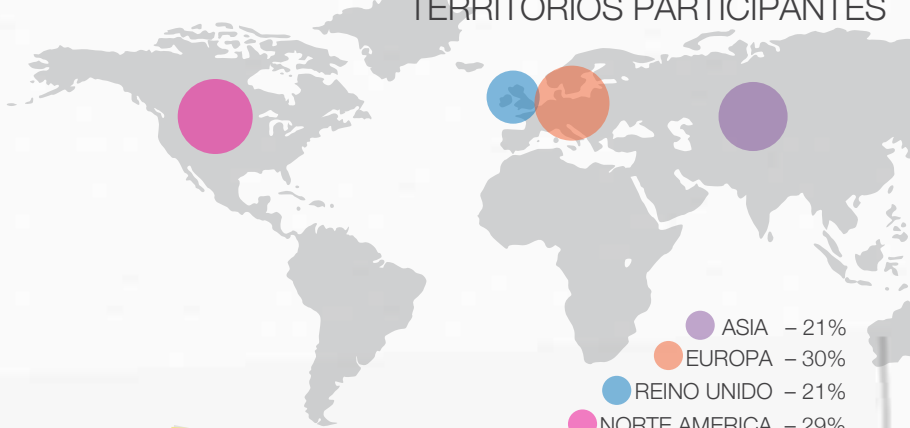 TERRITORIOS PARTICIPANTES
ASIA – 21%
EUROPA – 30%
REINO UNIDO – 21%
NORTE AMERICA – 29%